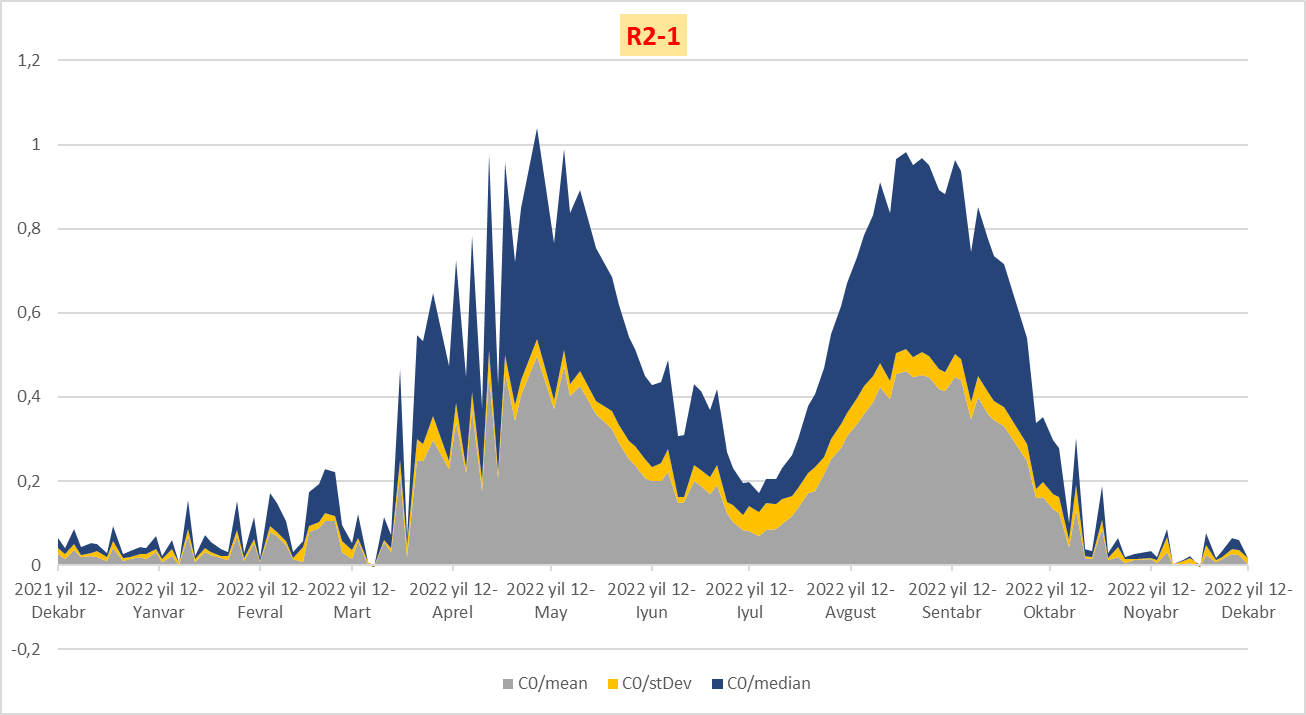 R2-1
1,2
1
0,8
0,6
0,4
0,2
0
-0,2
2021 yil 12-
Dekabr
2022 yil 12-
Yanvar
2022 yil 12-
Fevral
2022 yil 12-
Mart
2022 yil 12-
Aprel
2022 yil 12-
May
2022 yil 12-
Iyun
2022 yil 12-
Iyul
2022 yil 12-
Avgust
2022 yil 12-
Sentabr
2022 yil 12-
Oktabr
2022 yil 12-
Noyabr
2022 yil 12-
Dekabr
C0/mean
C0/stDev
C0/median